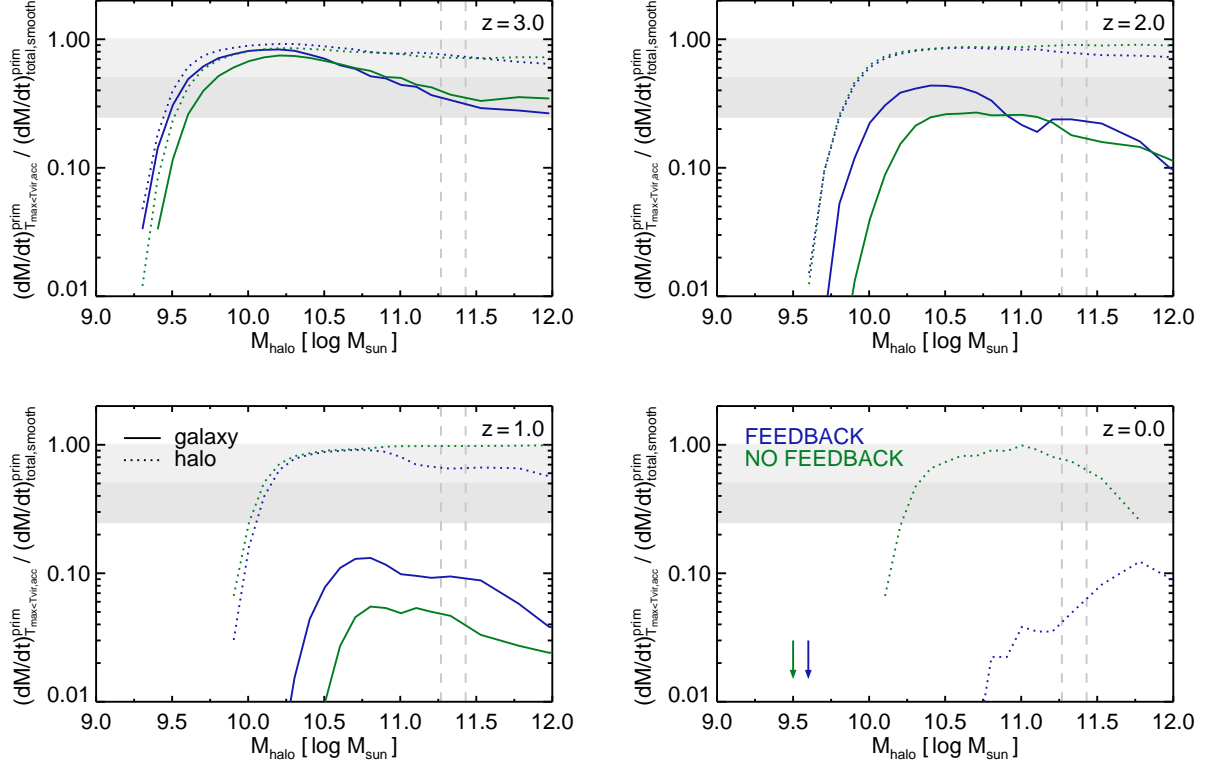 z = 3.0
1.00
0.10
0.01
(dM/dt)^prim_Tmax<Tvir,acc / (dM/dt)^prim_total,smooth
9.0 9.5 10.0 10.5 11.0 11.5 12.0
M_halo [ log M_sun ]
z = 2.0
1.00
0.10
0.01
(dM/dt)^prim_Tmax<Tvir,acc / (dM/dt)^prim_total,smooth
9.0 9.5 10.0 10.5 11.0 11.5 12.0
M_halo [ log M_sun ]
z = 1.0
galaxy
halo
1.00
0.10
0.01
(dM/dt)^prim_Tmax<Tvir,acc / (dM/dt)^prim_total,smooth
9.0 9.5 10.0 10.5 11.0 11.5 12.0
M_halo [ log M_sun ]
z = 0.0
FEEDBACK
NO FEEDBACK
1.00
0.10
0.01
(dM/dt)^prim_Tmax<Tvir,acc / (dM/dt)^prim_total,smooth
9.0 9.5 10.0 10.5 11.0 11.5 12.0
M_halo [ log M_sun ]